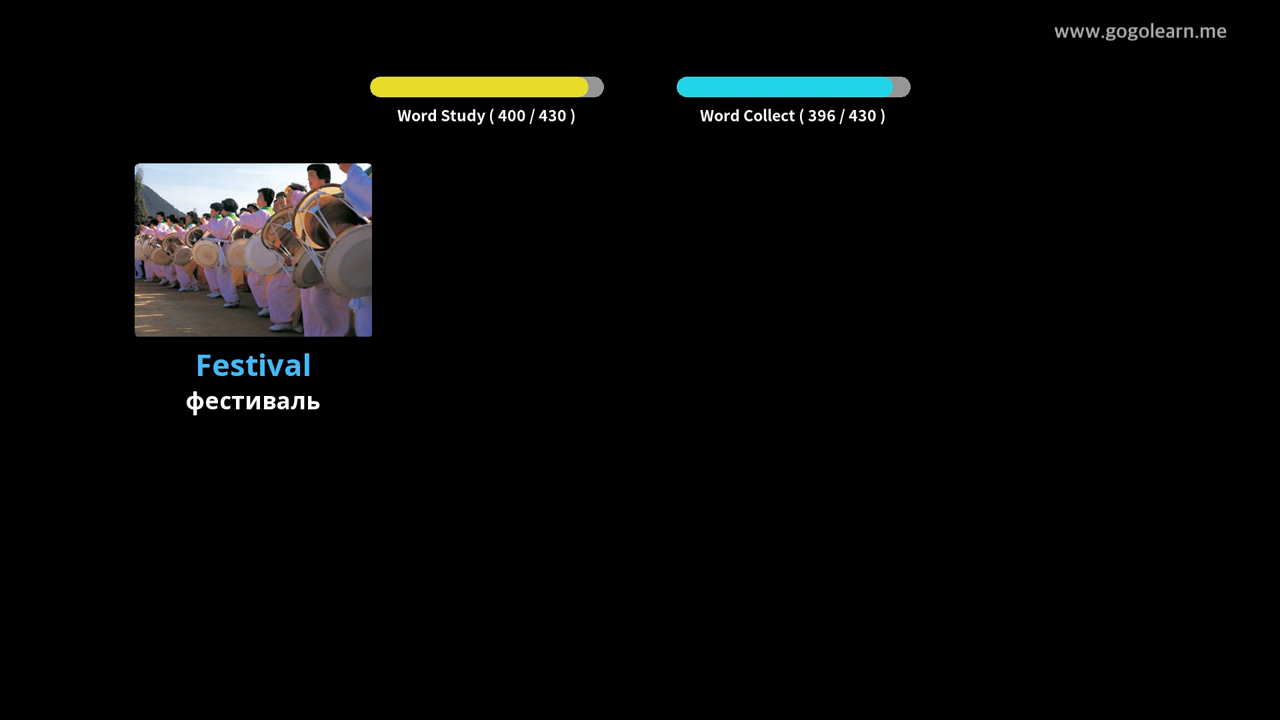 www.gogolearn.me
Word Study ( 400 / 430 )
Word Collect ( 396 / 430 )
Festival
фестиваль